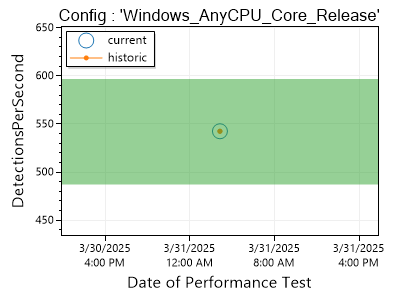 Config : 'Windows_AnyCPU_Core_Release'
current
historic
DetectionsPerSecond
650
600
550
500
450
3/30/2025 3/31/2025 3/31/2025 3/31/2025
4:00 PM 12:00 AM 8:00 AM 4:00 PM
Date of Performance Test